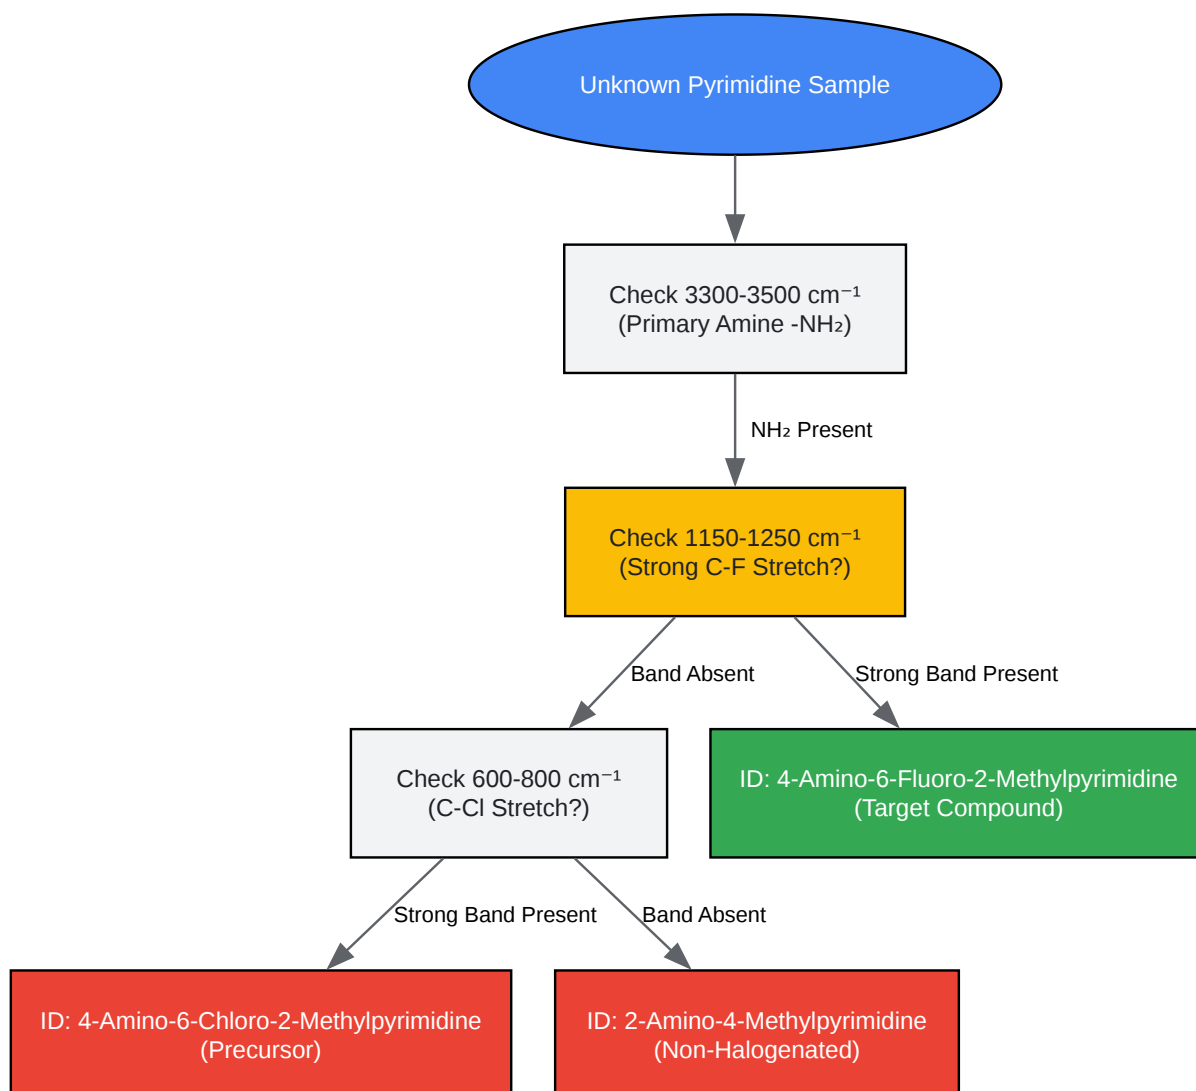 Unknown Pyrimidine Sample
Check 3300-3500 cm⁻¹
(Primary Amine -NH₂)
NH₂ Present
Check 1150-1250 cm⁻¹
(Strong C-F Stretch?)
Band Absent
Strong Band Present
Check 600-800 cm⁻¹
(C-Cl Stretch?)
ID: 4-Amino-6-Fluoro-2-Methylpyrimidine
(Target Compound)
Strong Band Present
Band Absent
ID: 4-Amino-6-Chloro-2-Methylpyrimidine
(Precursor)
ID: 2-Amino-4-Methylpyrimidine
(Non-Halogenated)